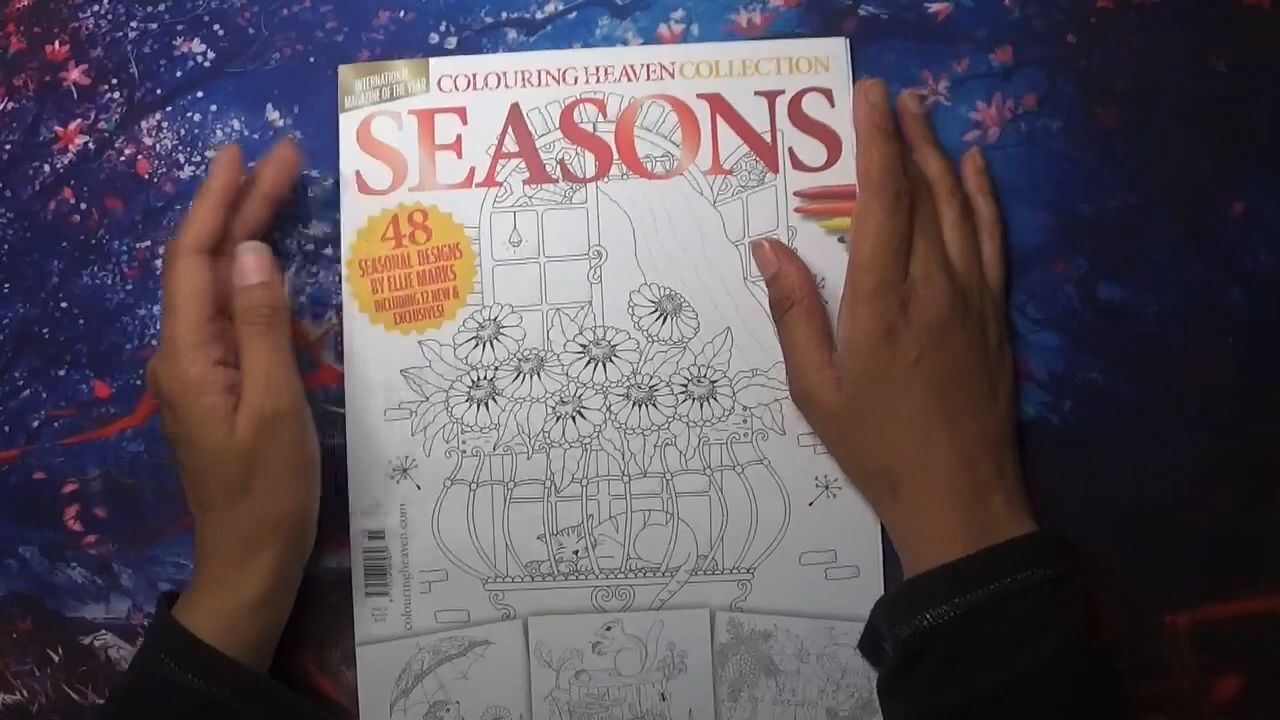 INTERNATIONAL
MAGAZINE OF THE YEAR
COLOURING HEAVEN COLLECTION
SEASONS
48
SEASONAL DESIGNS
BY ELLIE MARKS
INCLUDING 12 NEW &
EXCLUSIVES!
colouringheaven.com